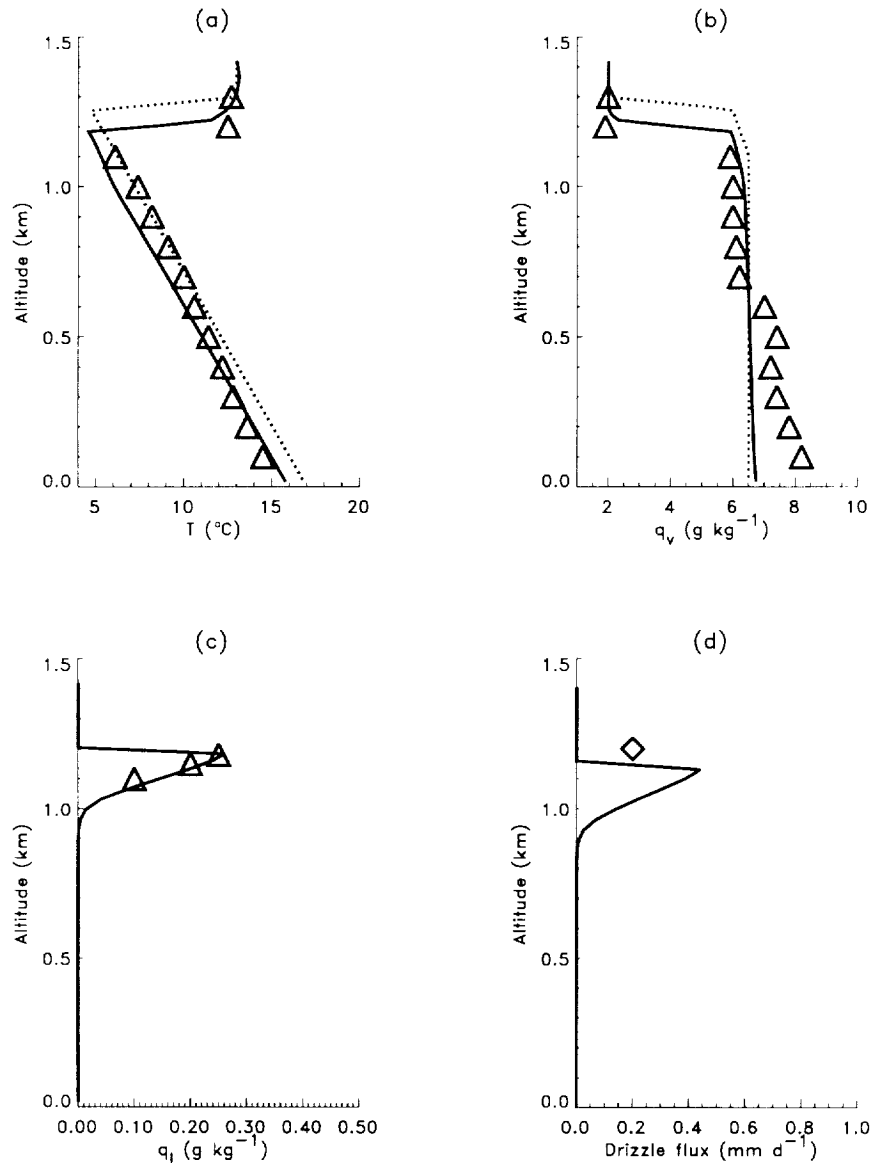 (a)
1.5
1.0
0.5
0.0
Altitude (km)
5 10 15 20
T (°C)
(b)
1.5
1.0
0.5
0.0
Altitude (km)
2 4 6 8 10
q_v (g kg⁻¹)
(c)
1.5
1.0
0.5
0.0
Altitude (km)
0.00 0.10 0.20 0.30 0.40 0.50
q_l (g kg⁻¹)
(d)
1.5
1.0
0.5
0.0
Altitude (km)
0.0 0.2 0.4 0.6 0.8 1.0
Drizzle flux (mm d⁻¹)